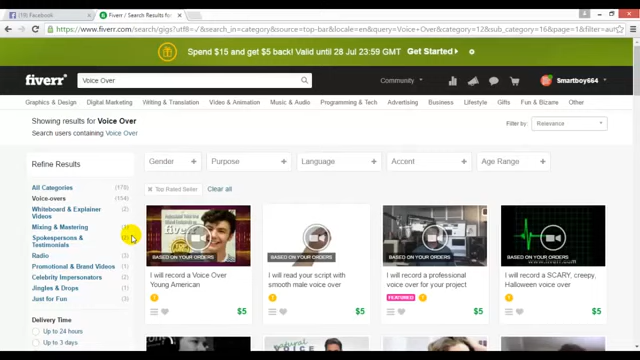 (19) Facebook
Fiverr / Search Results for
https://www.fiverr.com/search/gigs?utf8=✓&search_in=category&source=top-bar&locale=en&query=Voice Over&category=12&sub_category=16&page=1&filter=
Spend $15 and get $5 back! Valid until 28 Jul 23:59 GMT Get Started
fiverr
Voice Over
Community
Smartboy664
Graphics & Design Digital Marketing Writing & Translation Video & Animation Music & Audio Programming & Tech Advertising Business Lifestyle Gifts Fun & Bizarre Other
Showing results for Voice Over
Search users containing Voice Over
Filter by: Relevance
Refine Results
Gender + Purpose + Language + Accent + Age Range +
Top Rated Seller Clear all
All Categories (178)
Voice-overs (154)
Whiteboard & Explainer Videos (2)
Mixing & Mastering
Spokespersons & Testimonials
Radio (3)
Promotional & Brand Videos (1)
Celebrity Impersonators (2)
Jingles & Drops (1)
Just for Fun (3)
Delivery Time
Up to 24 hours
Up to 3 days
BASED ON YOUR ORDERS
I will record a Voice Over Young American
$5
BASED ON YOUR ORDERS
I will read your script with smooth male voice over
$5
BASED ON YOUR ORDERS
I will record a professional voice over for your project
FEATURED
$5
BASED ON YOUR ORDERS
I will record a SCARY, creepy, Halloween voice over
$5